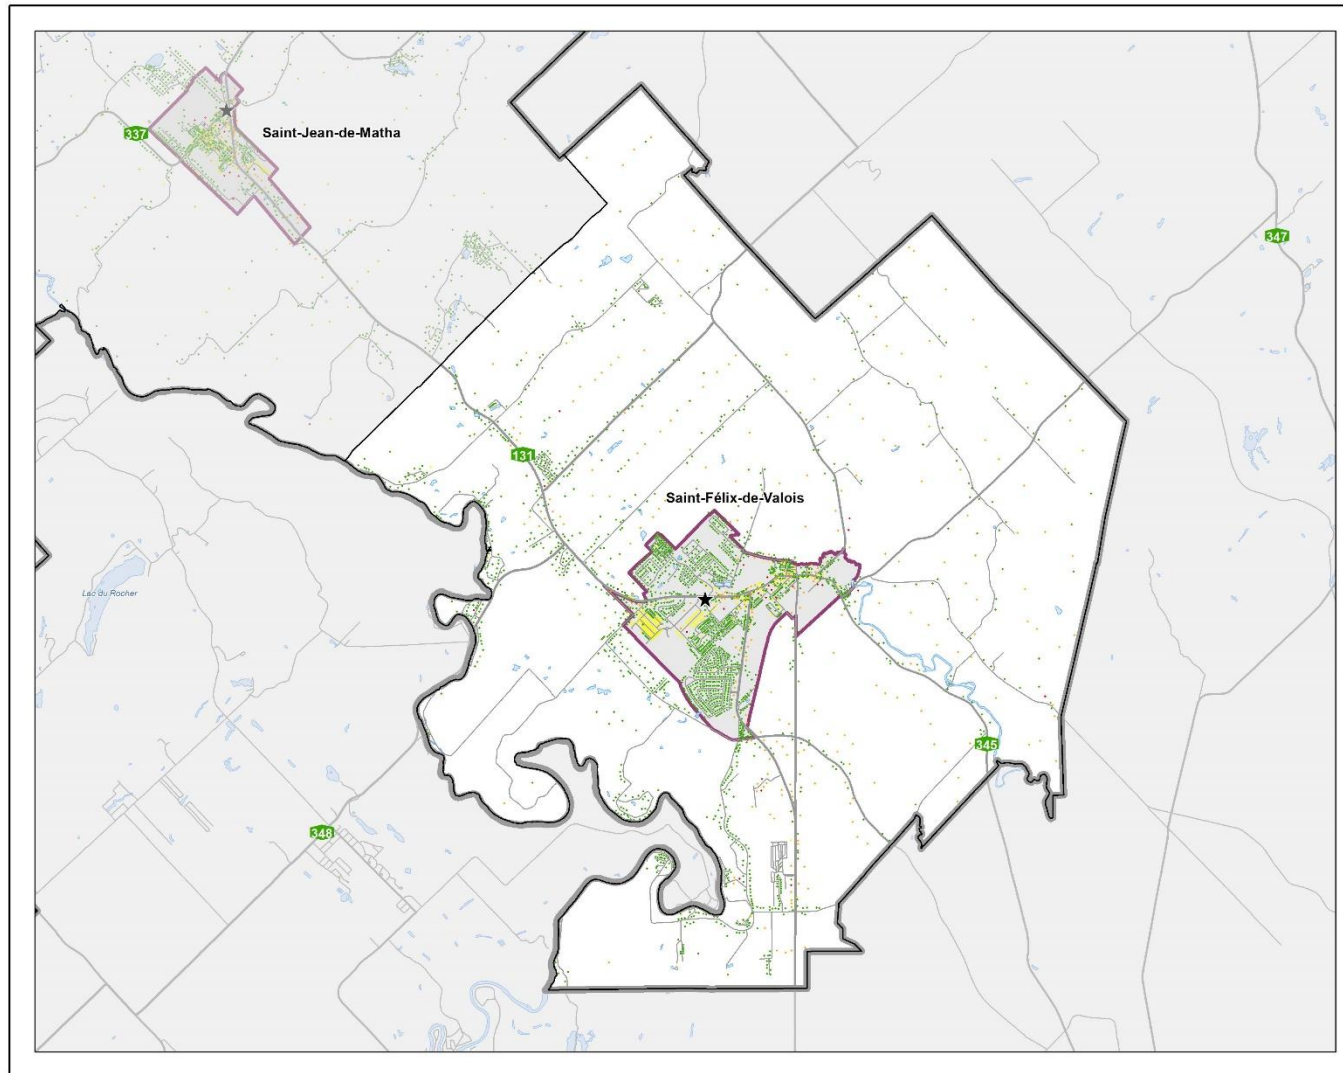 Saint-Jean-de-Matha
337
347
131
Saint-Félix-de-Valois
Lac du Rocher
345
348